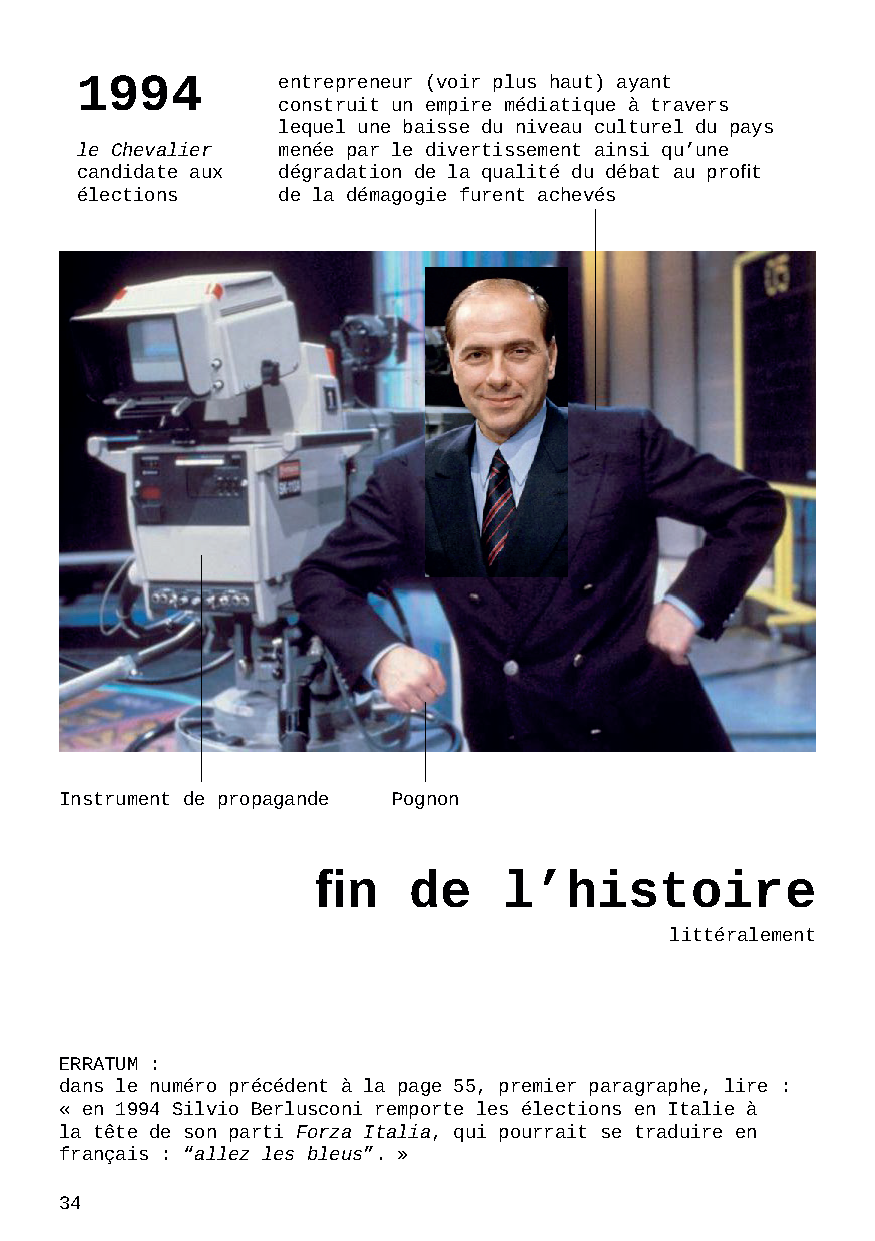 1994
le Chevalier
candidate aux
élections
entrepreneur (voir plus haut) ayant
construit un empire médiatique à travers
lequel une baisse du niveau culturel du pays
menée par le divertissement ainsi qu’une
dégradation de la qualité du débat au profit
de la démagogie furent achevés
1
Instrument de propagande
Pognon
fin de l’histoire
littéralement
ERRATUM :
dans le numéro précédent à la page 55, premier paragraphe, lire :
« en 1994 Silvio Berlusconi remporte les élections en Italie à
la tête de son parti Forza Italia, qui pourrait se traduire en
français : “allez les bleus”. »
34